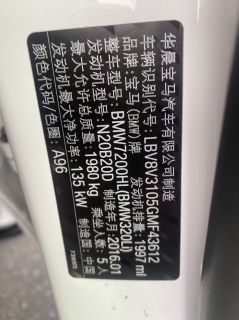 华晨宝马汽车有限公司制造
车辆识别代号：LBV8V3105GMF43612
品牌：宝马(BMW)牌 发动机排量：1997 ml
整车型号：BMW7200HL(BMW320Li)
发动机型号：N20B20D 制造年月：2016.01
最大允许总质量：1980 kg 乘坐人数：5人
发动机最大净功率：135 kW 制造国：中国
颜色代码/色圈：A96